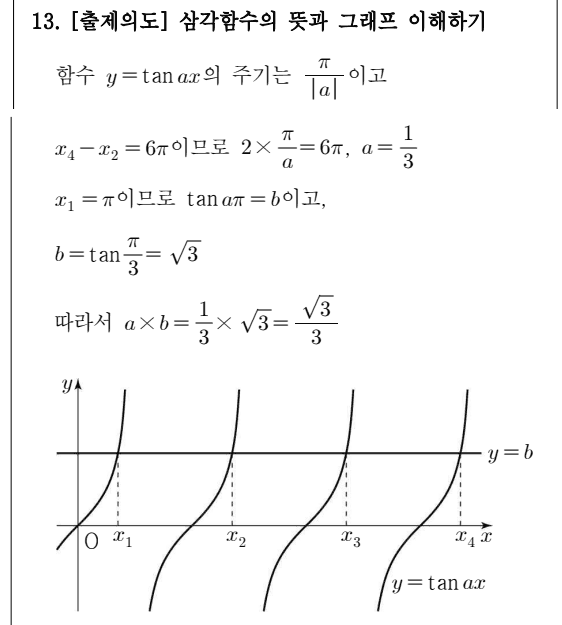 13. [출제의도] 삼각함수의 뜻과 그래프 이해하기
함수 y=tan ax의 주기는 π/|a| 이고
x₄-x₂=6π이므로 2×π/a=6π, a=1/3
x₁=π이므로 tan aπ=b이고,
b=tan π/3=√3
따라서 a×b=1/3×√3=√3/3
y
y=b
O x₁ x₂ x₃ x₄ x
y=tan ax